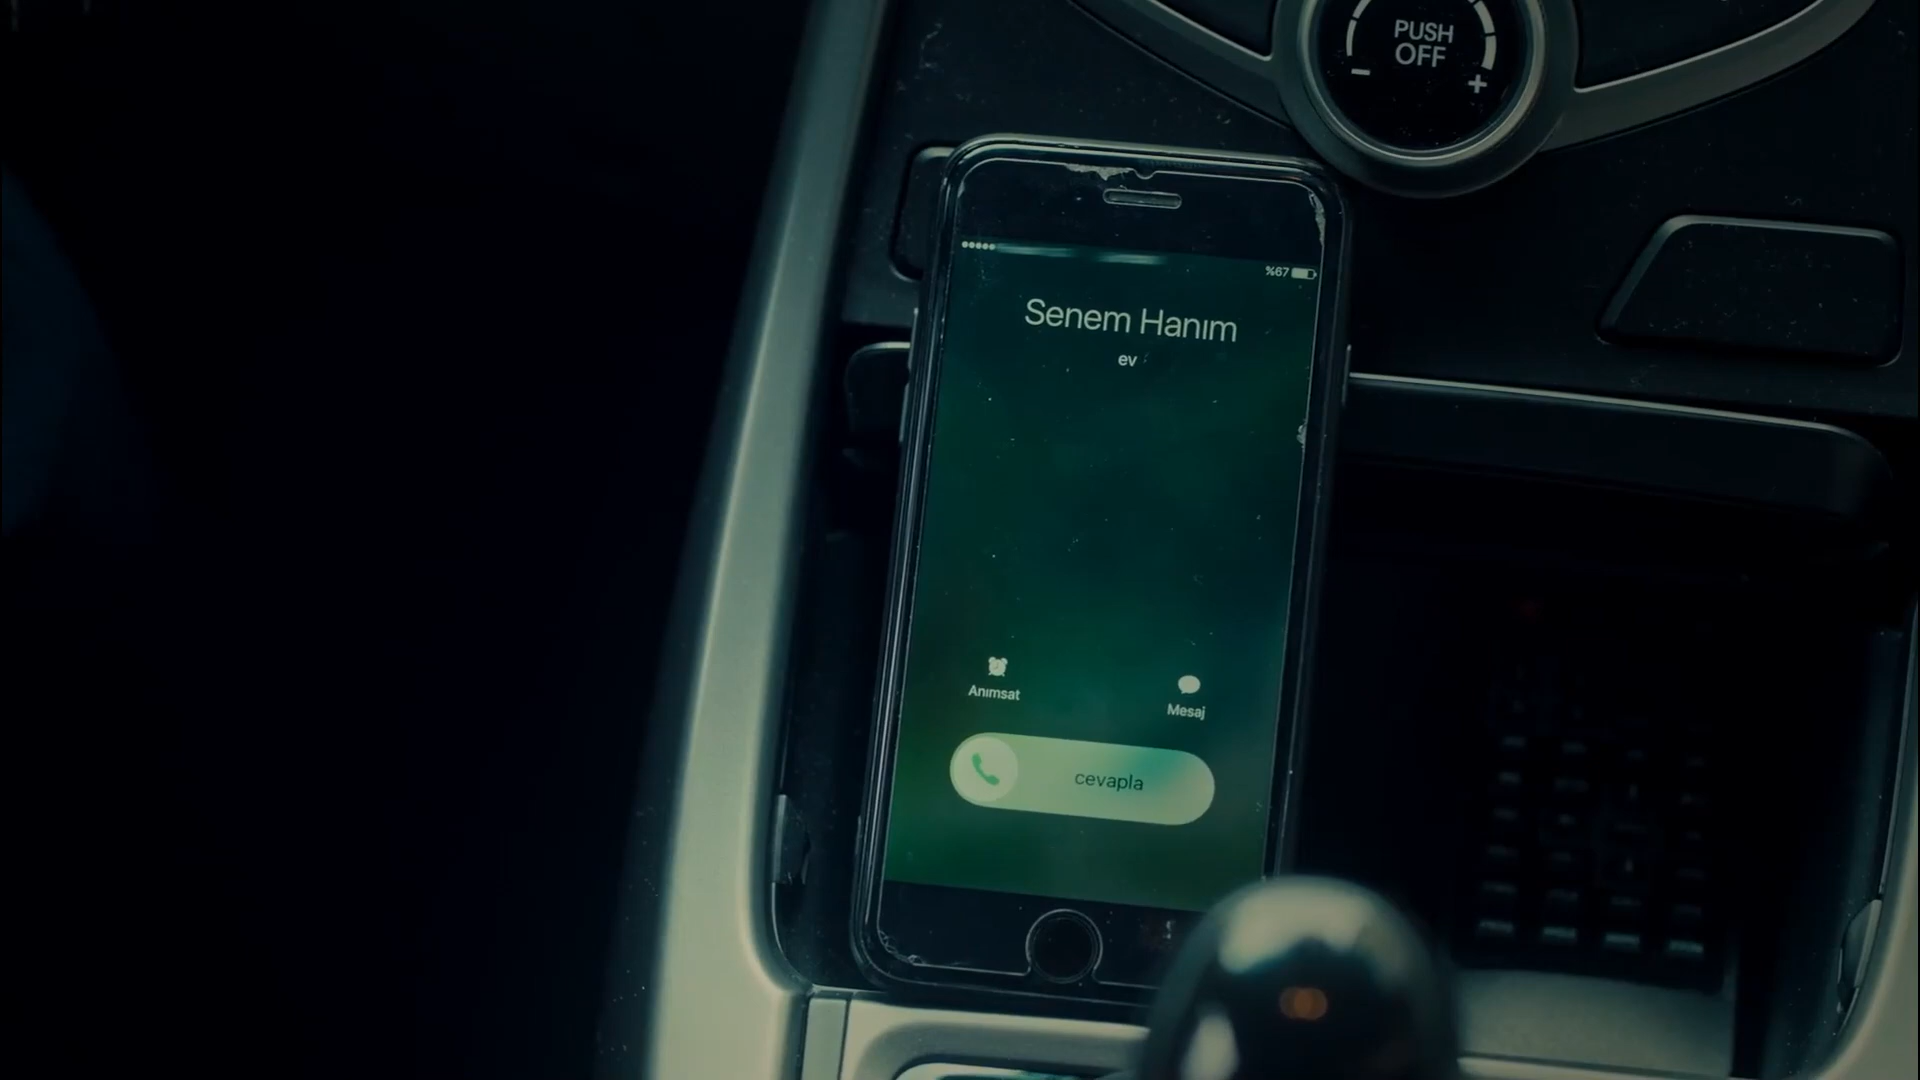 PUSH
OFF
%67
Senem Hanım
ev
Anımsat
Mesaj
cevapla